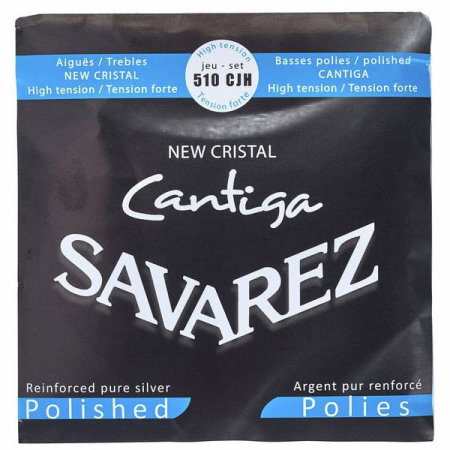 Aiguës / Trebles
NEW CRISTAL
High tension / Tension forte
High tension
jeu - set
510 CJH
Tension forte
Basses polies / polished
CANTIGA
High tension / Tension forte
NEW CRISTAL
Cantiga
SAVAREZ
Reinforced pure silver
Polished
Argent pur renforcé
Polies